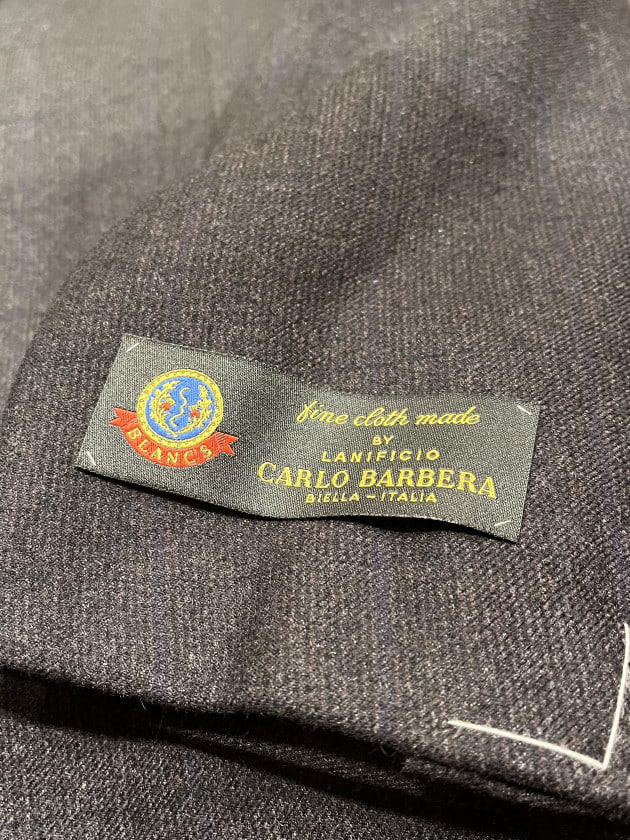 BLANCS
fine cloth made
BY
LANIFICIO
CARLO BARBERA
BIELLA - ITALIA